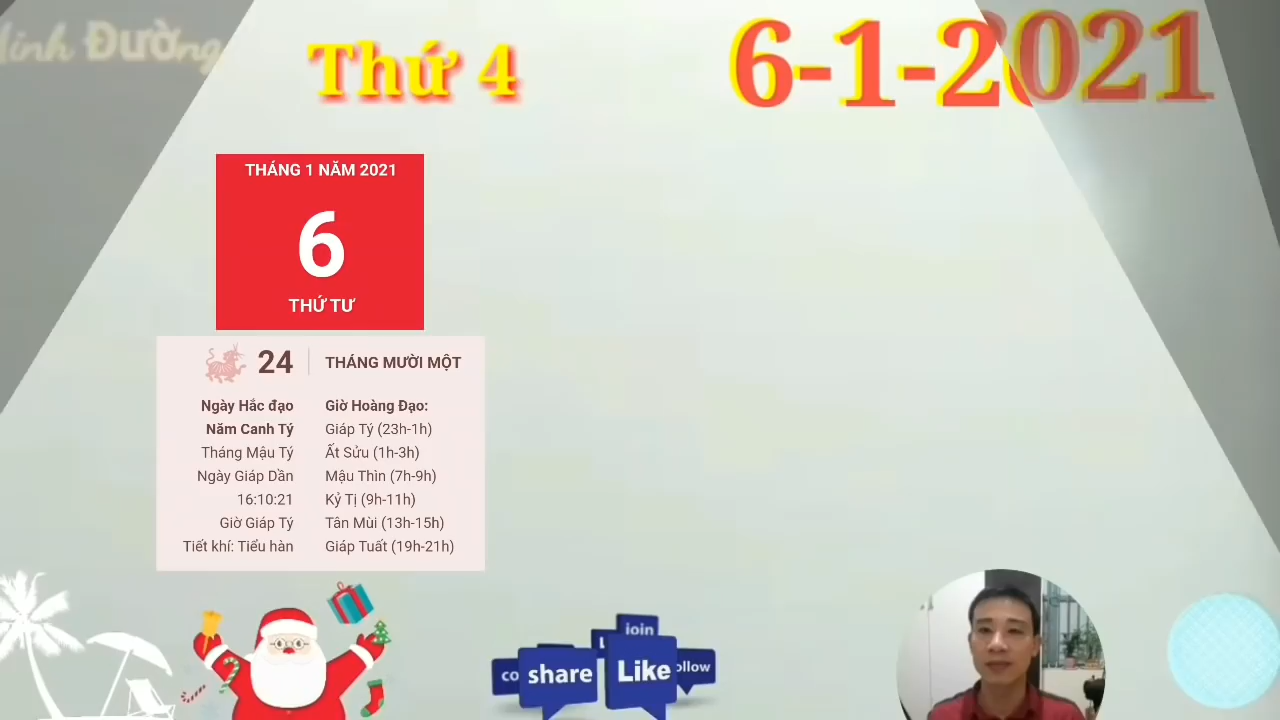 Minh Đường
Thứ 4
6-1-2021
THÁNG 1 NĂM 2021
6
THỨ TƯ
24
THÁNG MƯỜI MỘT
Ngày Hắc đạo
Giờ Hoàng Đạo:
Năm Canh Tý
Giáp Tý (23h-1h)
Tháng Mậu Tý
Ất Sửu (1h-3h)
Ngày Giáp Dần
Mậu Thìn (7h-9h)
16:10:21
Kỷ Tị (9h-11h)
Giờ Giáp Tý
Tân Mùi (13h-15h)
Tiết khí: Tiểu hàn
Giáp Tuất (19h-21h)
join
share
Like
ollow
co